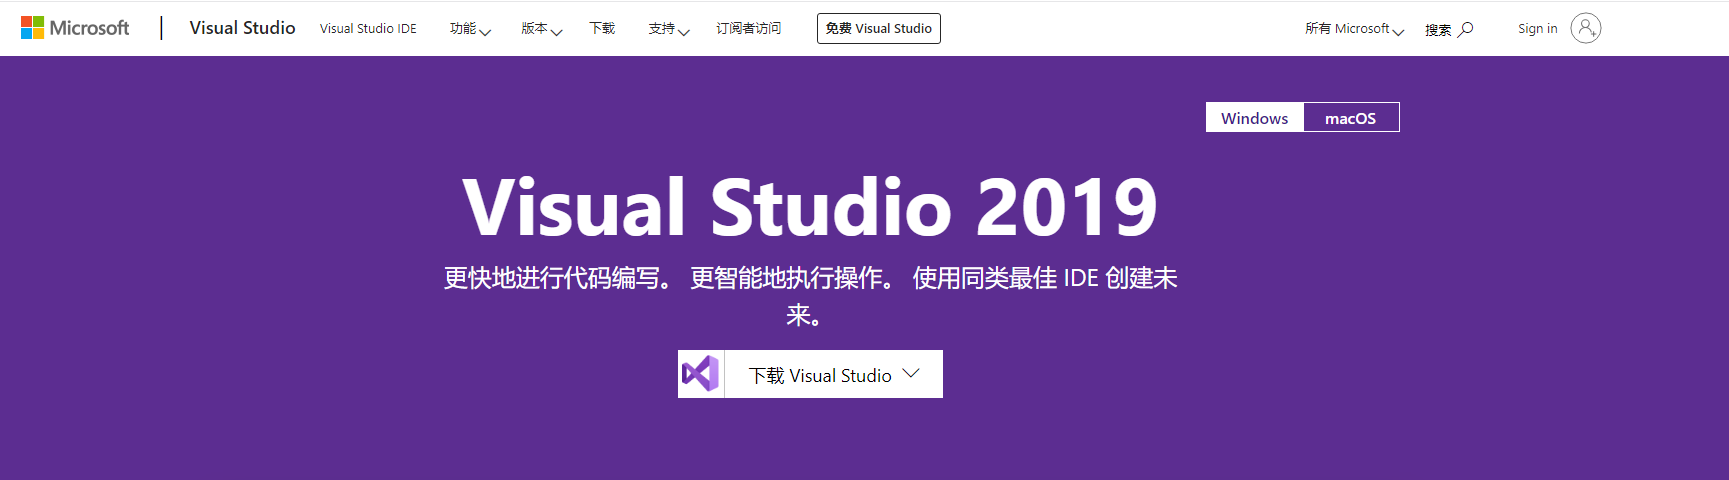 Microsoft Visual Studio Visual Studio IDE 功能 版本 下载 支持 订阅者访问 免费 Visual Studio 所有 Microsoft 搜索 Sign in
Windows macOS
Visual Studio 2019
更快地进行代码编写。 更智能地执行操作。 使用同类最佳 IDE 创建未
来。
下载 Visual Studio